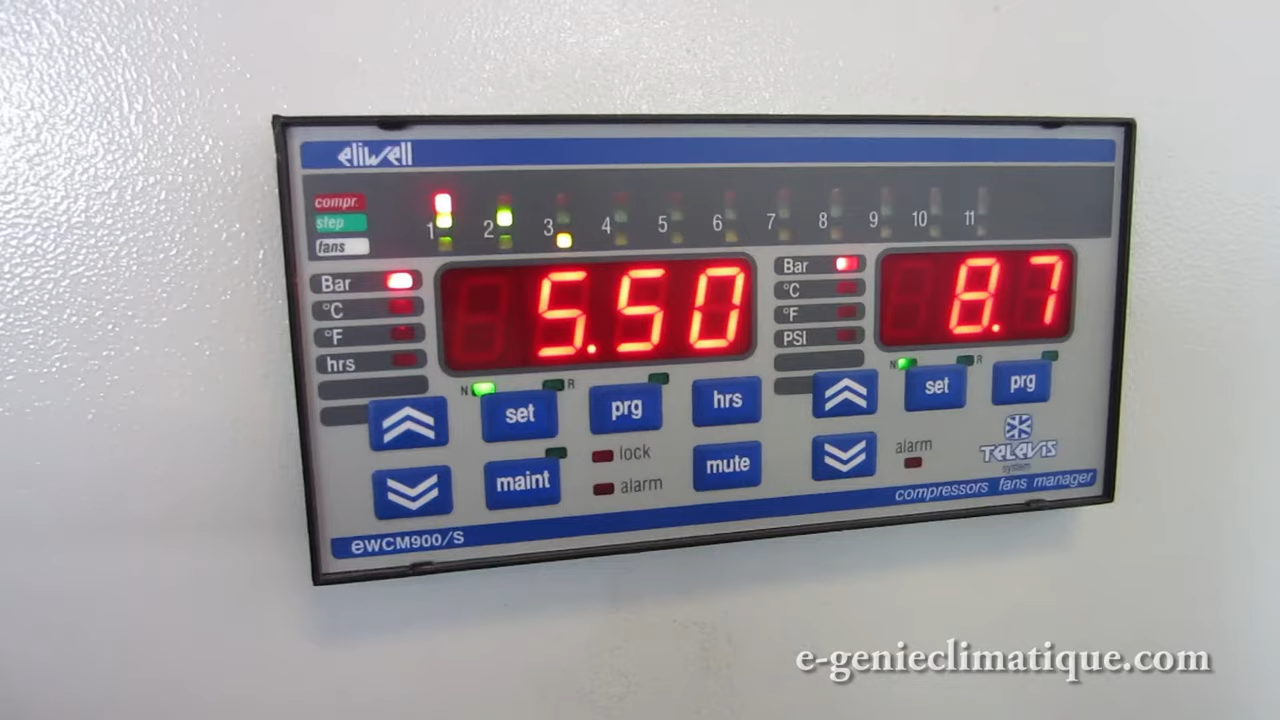 eliwell
compr.
step
fans
1 2 3 4 5 6 7 8 9 10 11
Bar
°C
°F
hrs
5.50
Bar
°C
°F
PSI
8.7
N R
set
prg
hrs
N R
set
prg
maint
lock
alarm
mute
alarm
TELEVIS
system
compressors fans manager
eWCM900/S
e-genieclimatique.com